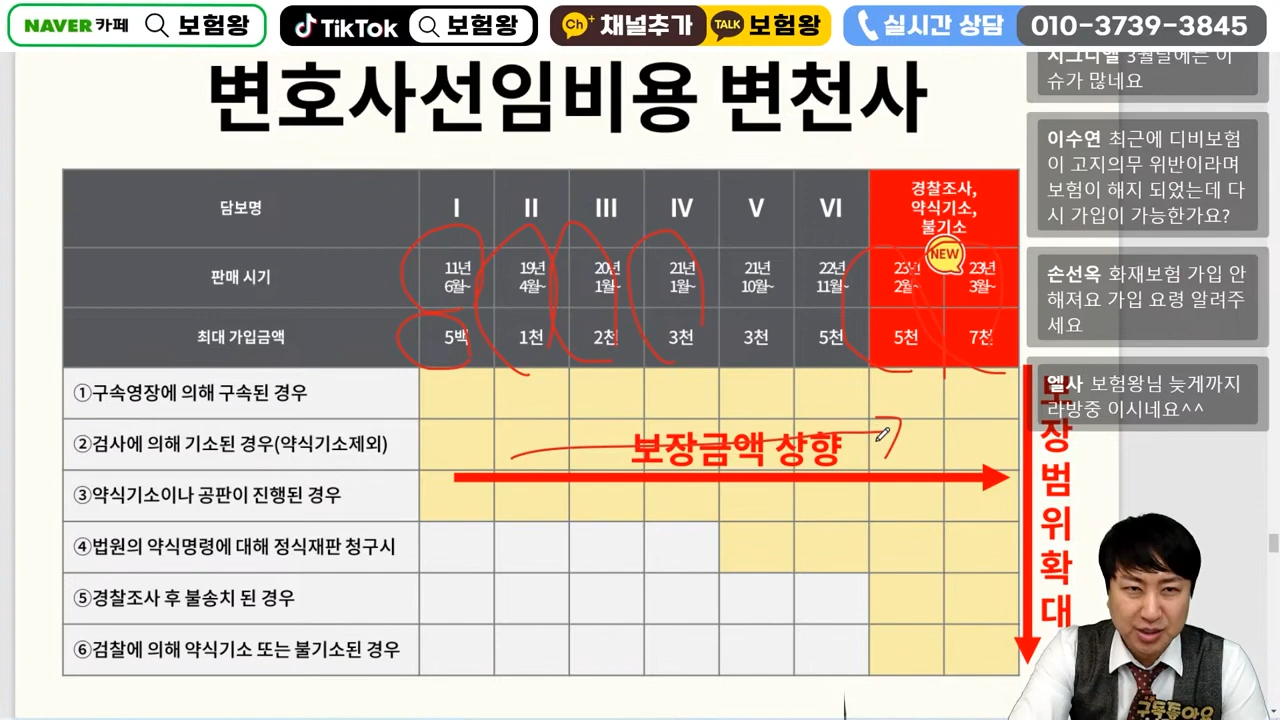 NAVER 카페 보험왕
TikTok 보험왕
Ch+ 채널추가 TALK 보험왕
실시간 상담 010-3739-3845
변호사선임비용 변천사
담보명 I II III IV V VI 경찰조사, 약식기소, 불기소
NEW
판매 시기 11년 6월~ 19년 4월~ 20년 1월~ 21년 1월~ 21년 10월~ 22년 11월~ 23년 2월~ 23년 3월~
최대 가입금액 5백 1천 2천 3천 3천 5천 5천 7천
①구속영장에 의해 구속된 경우
②검사에 의해 기소된 경우(약식기소제외)
③약식기소이나 공판이 진행된 경우
④법원의 약식명령에 대해 정식재판 청구시
⑤경찰조사 후 불송치 된 경우
⑥검찰에 의해 약식기소 또는 불기소된 경우
보장금액 상향
보장범위확대
3월달에는 이
슈가 많네요
이수연 최근에 디비보험
이 고지의무 위반이라며
보험이 해지 되었는데 다
시 가입이 가능한가요?
손선옥 화재보험 가입 안
해져요 가입 요령 알려주
세요
엘사 보험왕님 늦게까지
라방중 이시네요^^